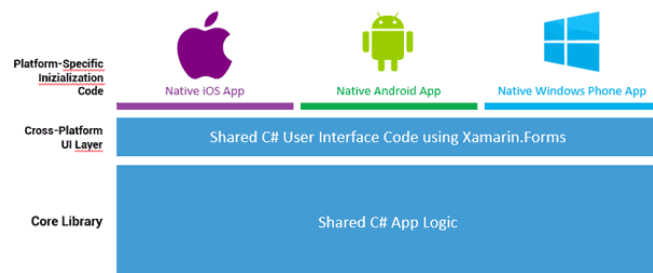 Platform-Specific
Inizialization
Code
Native iOS App
Native Android App
Native Windows Phone App
Cross-Platform
UI Layer
Shared C# User Interface Code using Xamarin.Forms
Core Library
Shared C# App Logic